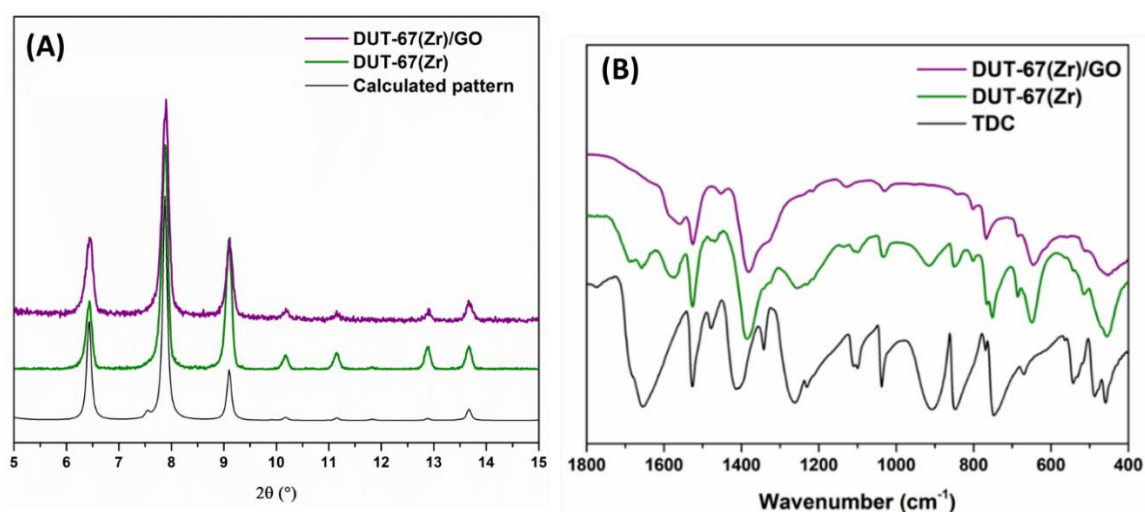 (A)
DUT-67(Zr)/GO
DUT-67(Zr)
Calculated pattern
5 6 7 8 9 10 11 12 13 14 15
2θ (°)
(B)
DUT-67(Zr)/GO
DUT-67(Zr)
TDC
1800 1600 1400 1200 1000 800 600 400
Wavenumber (cm⁻¹)